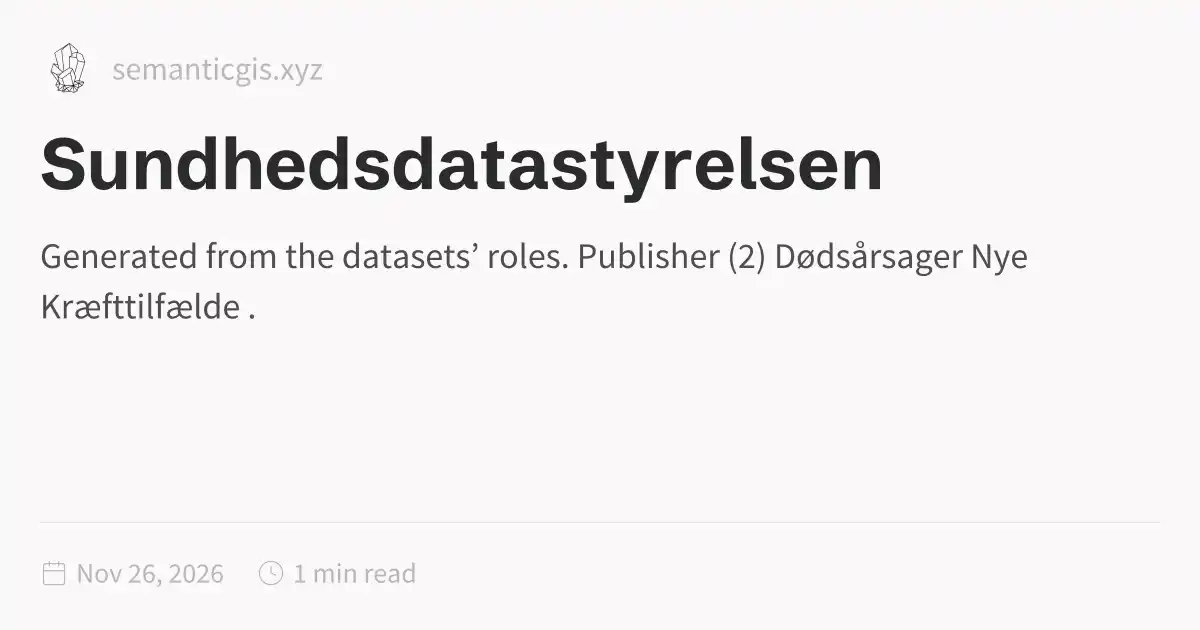 semanticgis.xyz
Sundhedsdatastyrelsen
Generated from the datasets’ roles. Publisher (2) Dødsårsager Nye
Kræfttilfælde .
Nov 26, 2026 1 min read